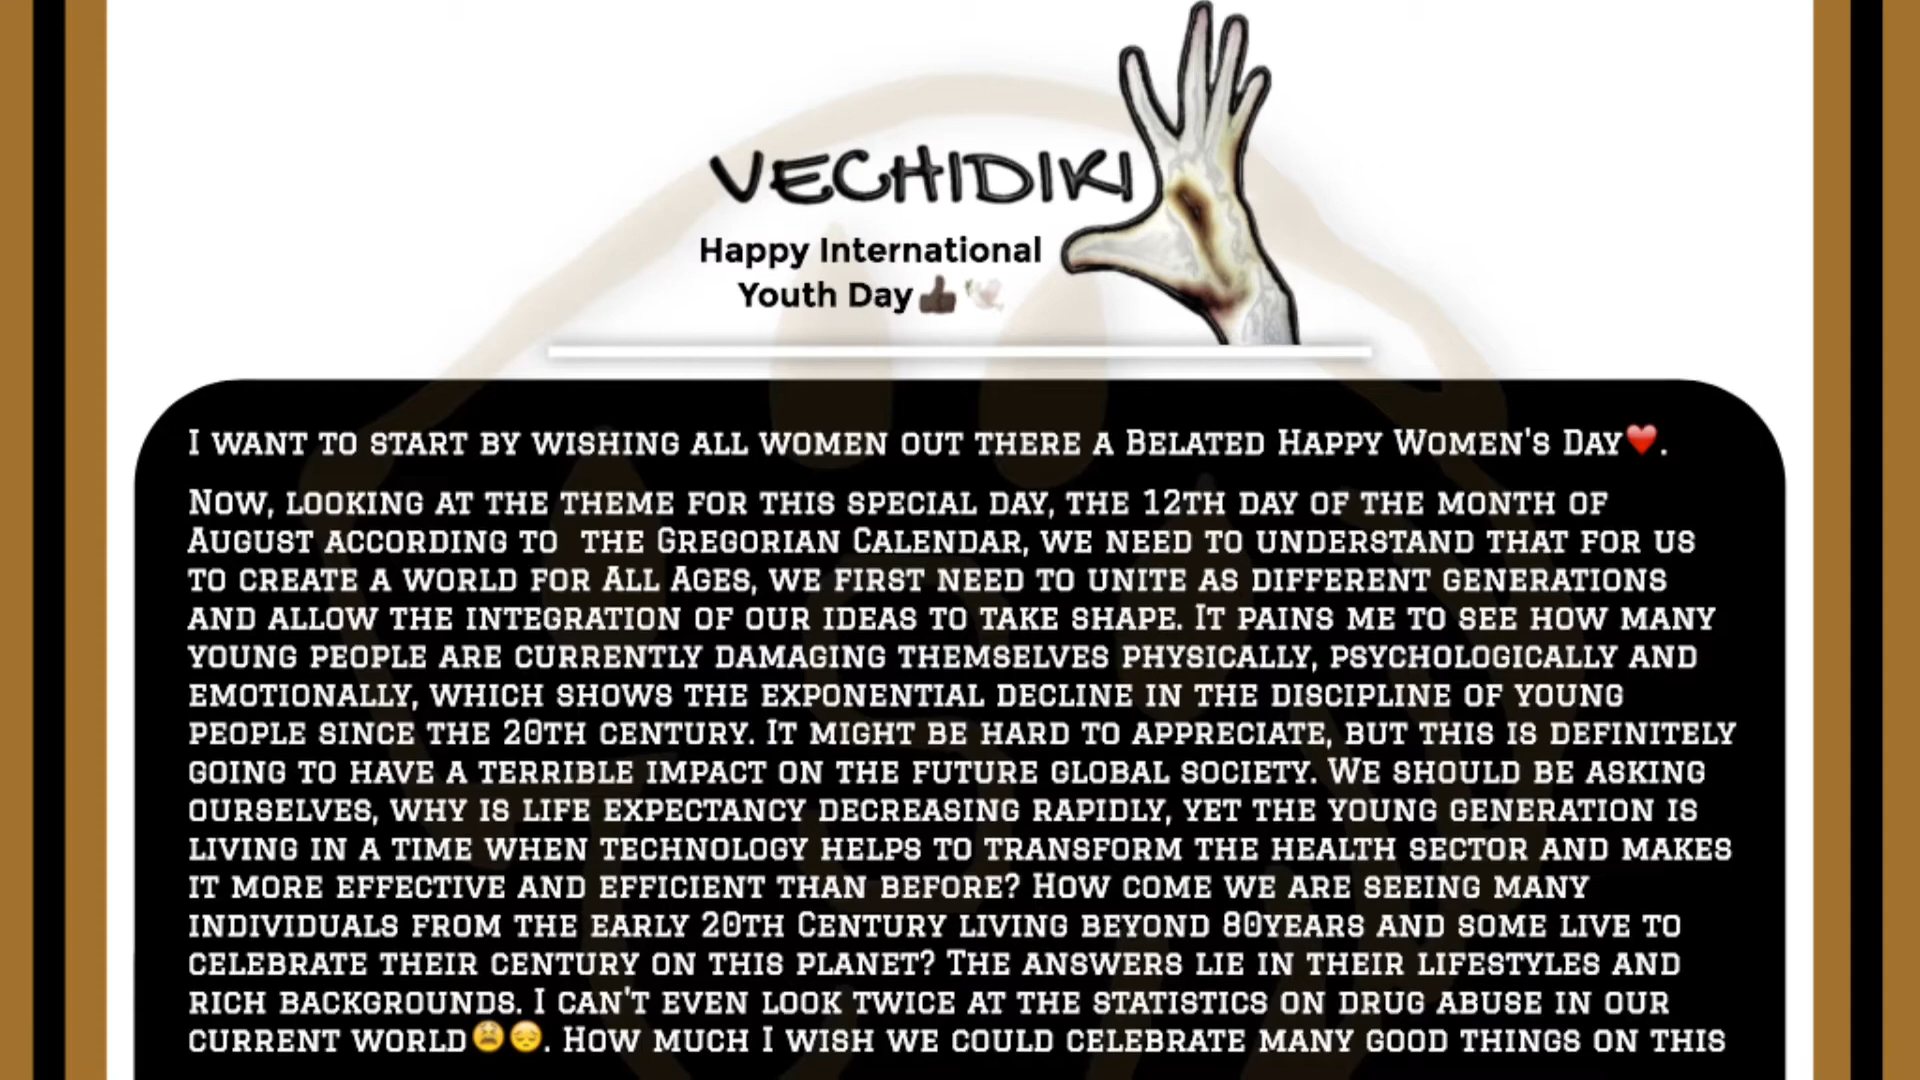 VECHIDIKI
Happy International
Youth Day👍🏿🕊️
I want to start by wishing all women out there a Belated Happy Women's Day❤️.
Now, looking at the theme for this special day, the 12th day of the month of
August according to  the Gregorian Calendar, we need to understand that for us
to create a world for All Ages, we first need to unite as different generations
and allow the integration of our ideas to take shape. It pains me to see how many
young people are currently damaging themselves physically, psychologically and
emotionally, which shows the exponential decline in the discipline of young
people since the 20th century. It might be hard to appreciate, but this is definitely
going to have a terrible impact on the future global society. We should be asking
ourselves, why is life expectancy decreasing rapidly, yet the young generation is
living in a time when technology helps to transform the health sector and makes
it more effective and efficient than before? How come we are seeing many
individuals from the early 20th Century living beyond 80years and some live to
celebrate their century on this planet? The answers lie in their lifestyles and
rich backgrounds. I can't even look twice at the statistics on drug abuse in our
current world😫😔. How much I wish we could celebrate many good things on this